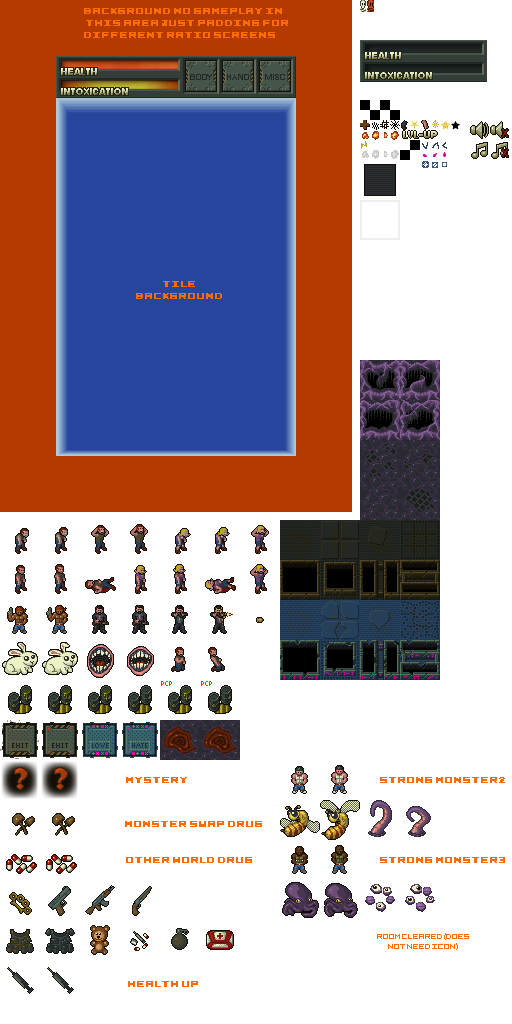 BACKGROUND NO GAMEPLAY IN
THIS AREA JUST PADDING FOR
DIFFERENT RATIO SCREENS
HEALTH
BODY
HAND
MISC
INTOXICATION
HEALTH
INTOXICATION
LVL-UP
TILE
BACKGROUND
PCP
PCP
EXIT
EXIT
LOVE
HATE
?
?
MYSTERY
STRONG MONSTER2
MONSTER SWAP DRUG
OTHER WORLD DRUG
STRONG MONSTER3
ROOM CLEARED (DOES
NOT NEED ICON)
HEALTH UP